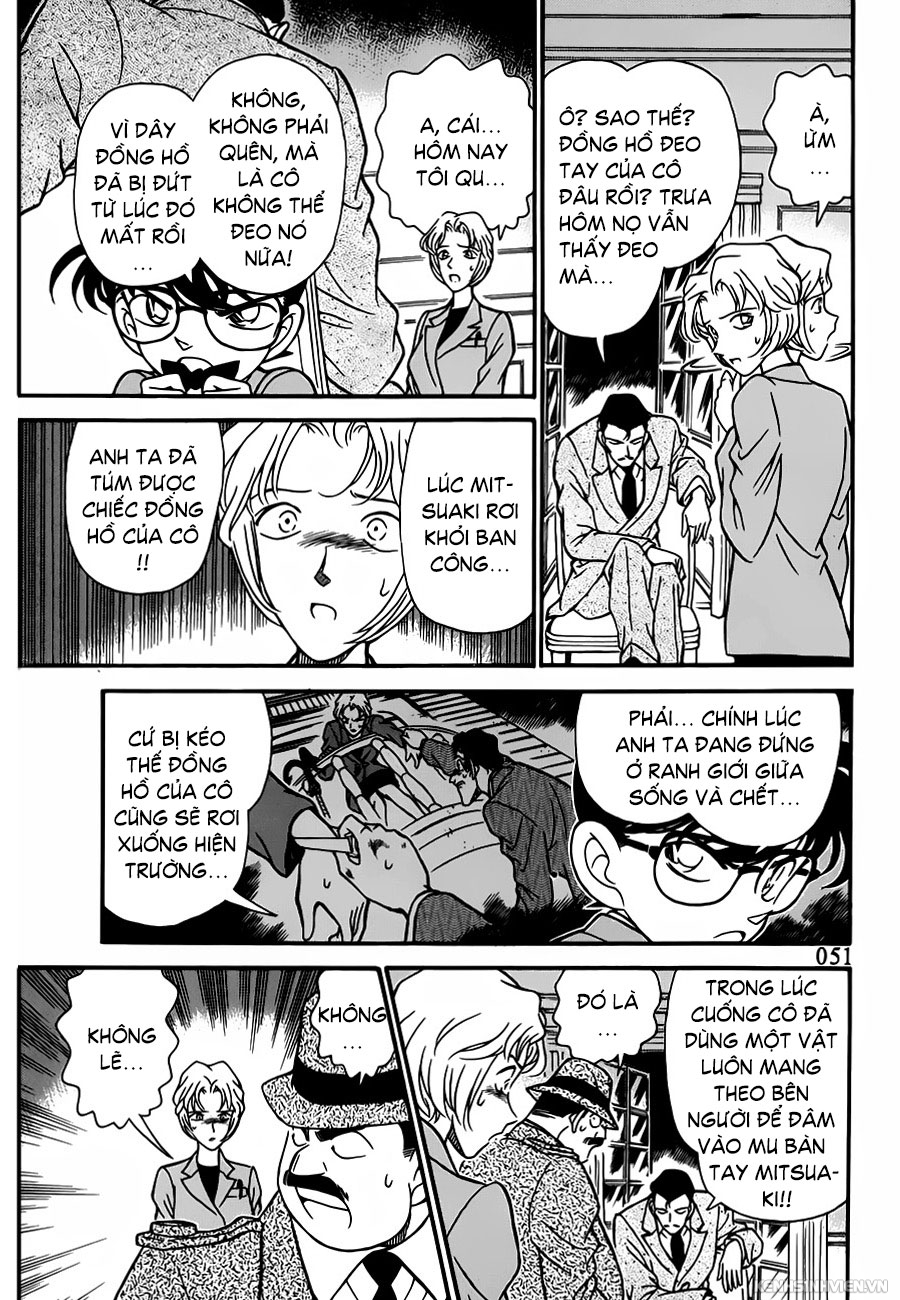 À,
ỪM
...
Ô? SAO THẾ?
ĐỒNG HỒ ĐEO
TAY CỦA CÔ
ĐÂU RỒI? TRƯA
HÔM NỌ VẪN
THẤY ĐEO
MÀ...
A, CÁI...
HÔM NAY
TÔI QU...
KHÔNG,
KHÔNG PHẢI
QUÊN, MÀ
LÀ CÔ
KHÔNG THỂ
ĐEO NÓ
NỮA!
VÌ DÂY
ĐỒNG HỒ
ĐÃ BỊ ĐỨT
TỪ LÚC ĐÓ
MẤT RỒI
...
LÚC MIT-
SUAKI RƠI
KHỎI BAN
CÔNG...
ANH TA ĐÃ
TÚM ĐƯỢC
CHIẾC ĐỒNG
HỒ CỦA CÔ
!!
PHẢI... CHÍNH LÚC
ANH TA ĐANG ĐỨNG
Ở RANH GIỚI GIỮA
SỐNG VÀ CHẾT...
CỨ BỊ KÉO
THẾ ĐỒNG
HỒ CỦA CÔ
CŨNG SẼ RƠI
XUỐNG HIỆN
TRƯỜNG...
051
TRONG LÚC
CUỐNG CÔ ĐÃ
DÙNG MỘT VẬT
LUÔN MANG
THEO BÊN
NGƯỜI ĐỂ ĐÂM
VÀO MU BÀN
TAY MITSUA-
KI!!
ĐÓ LÀ
...
KHÔNG
...
KHÔNG
LẼ...
KENHSINHVIEN.VN